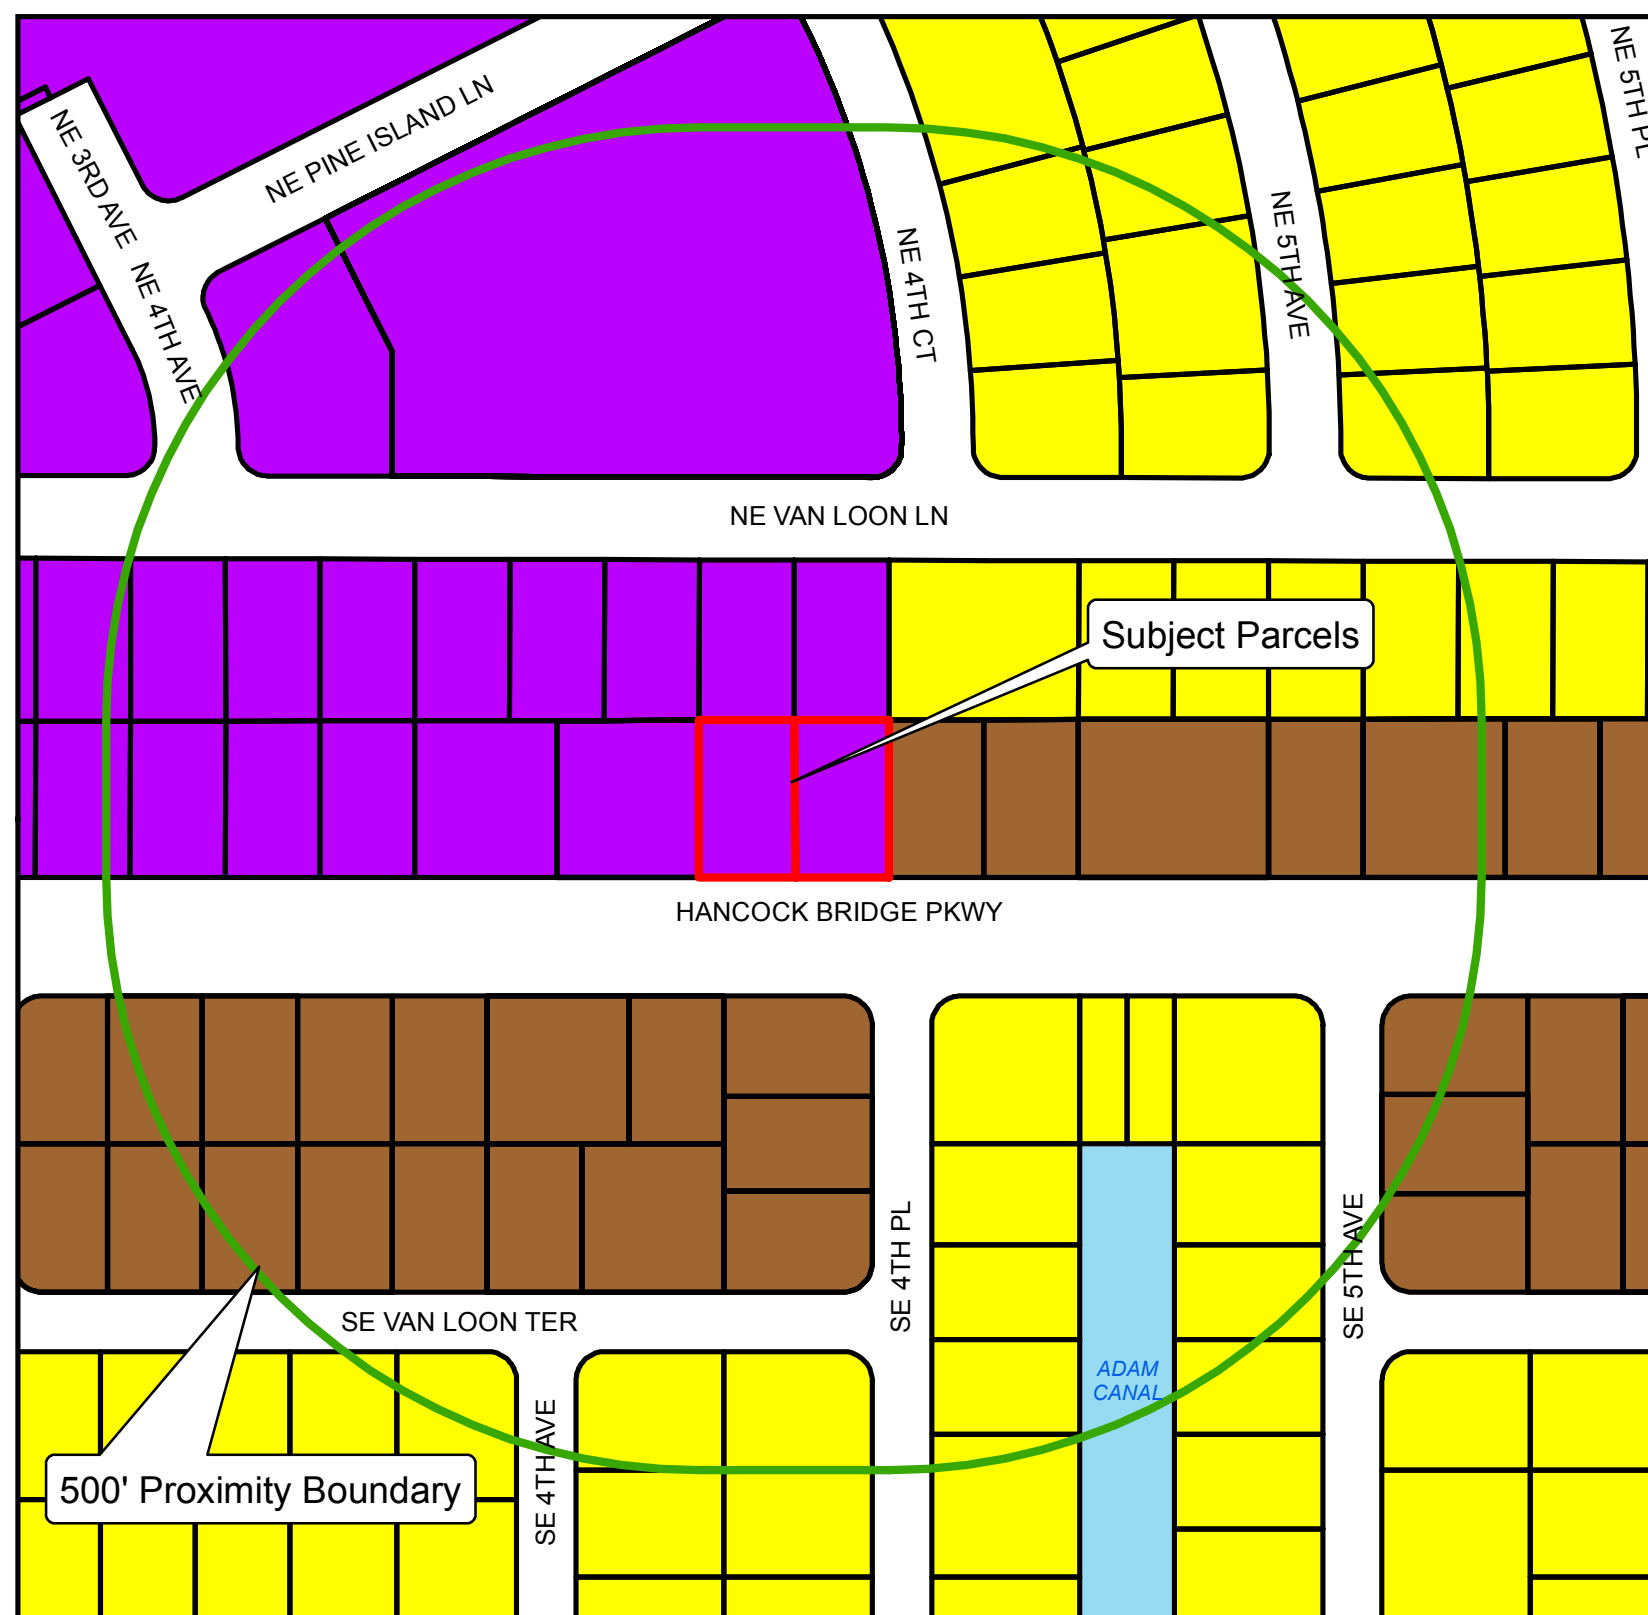 NE 5TH PL
NE PINE ISLAND LN
NE 3RD AVE
NE 4TH AVE
NE 4TH CT
NE 5TH AVE
NE VAN LOON LN
Subject Parcels
HANCOCK BRIDGE PKWY
SE 4TH PL
SE 5TH AVE
SE VAN LOON TER
ADAM
CANAL
SE 4TH AVE
500' Proximity Boundary